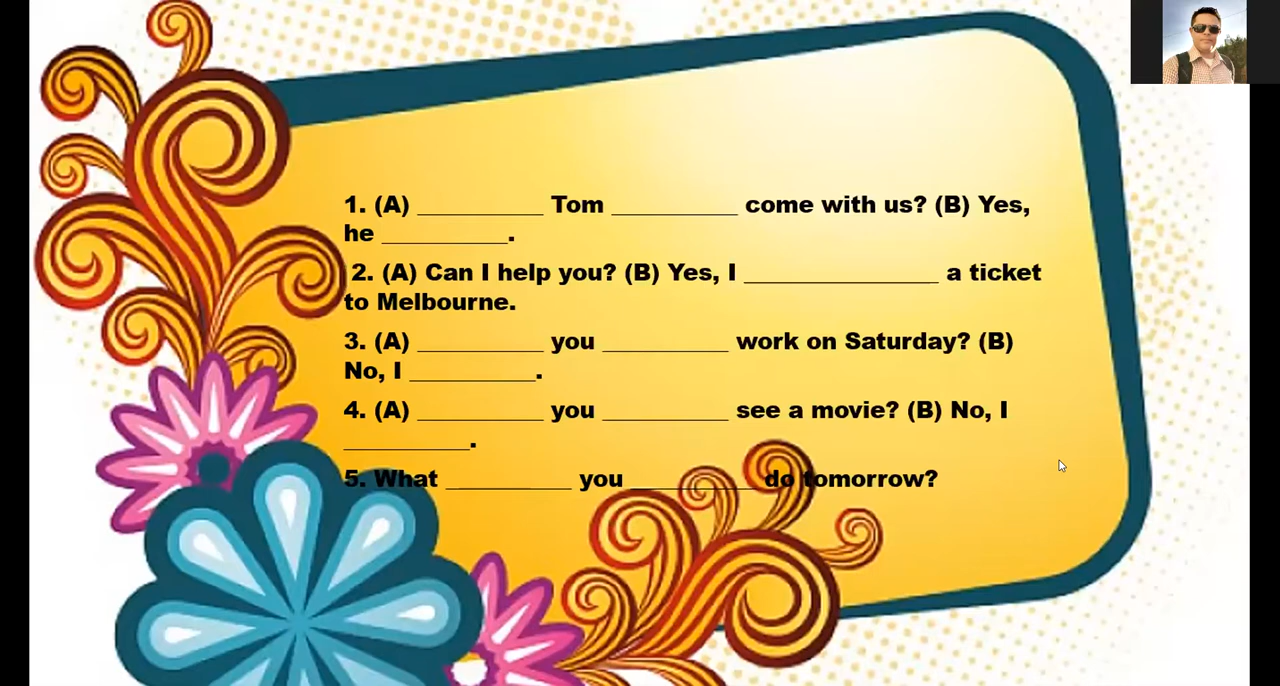 1. (A) __________ Tom __________ come with us? (B) Yes,
he __________.
2. (A) Can I help you? (B) Yes, I _______________ a ticket
to Melbourne.
3. (A) __________ you __________ work on Saturday? (B)
No, I __________.
4. (A) __________ you __________ see a movie? (B) No, I
__________.
5. What __________ you __________ do tomorrow?